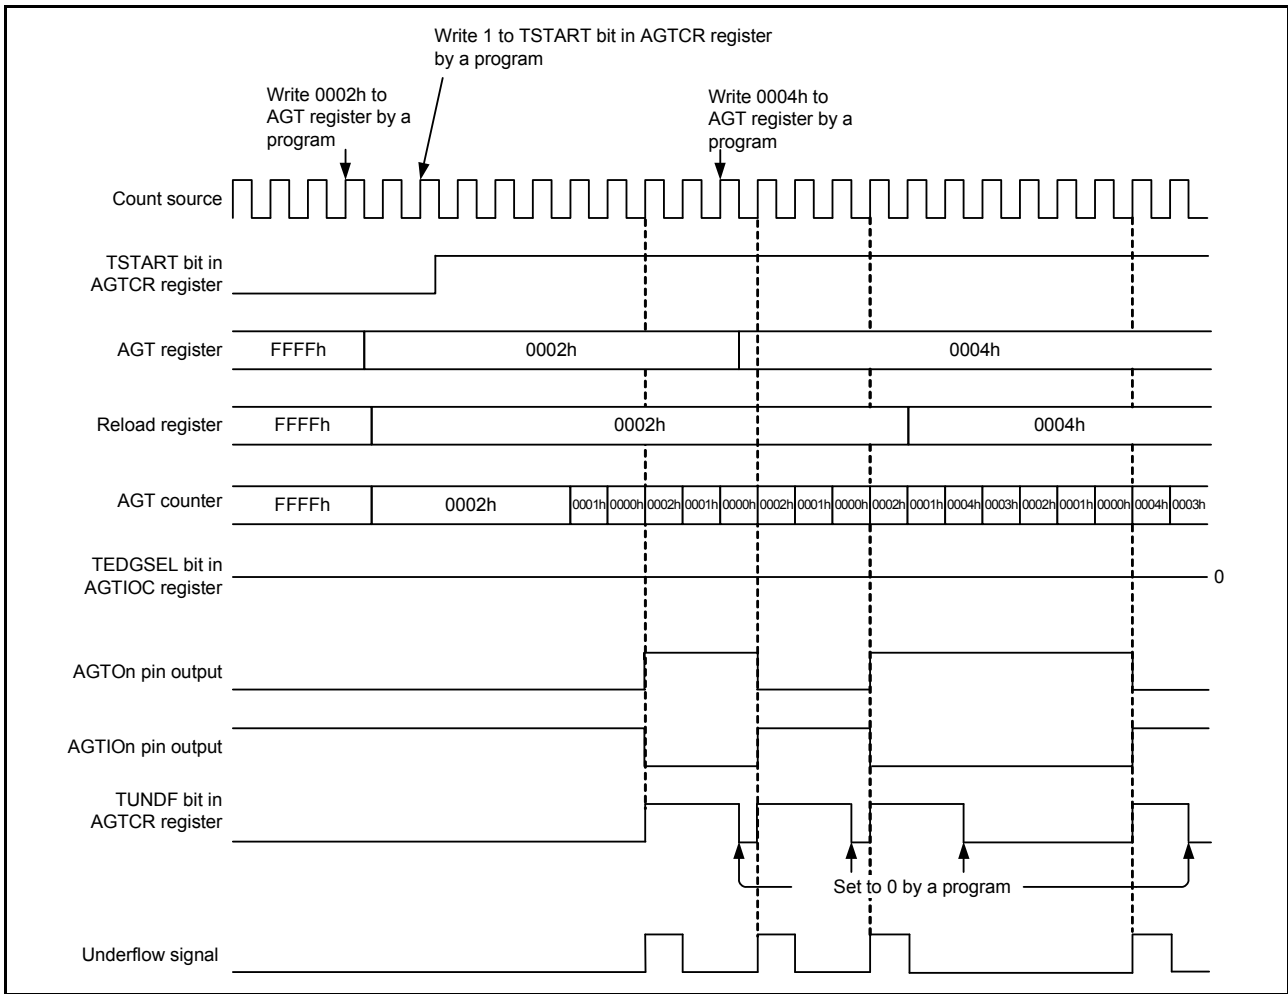 Write 1 to TSTART bit in AGTCR register
by a program
Write 0002h to
AGT register by a
program
Write 0004h to
AGT register by a
program
Count source
TSTART bit in
AGTCR register
AGT register
FFFFh
0002h
0004h
Reload register
FFFFh
0002h
0004h
AGT counter
FFFFh
0002h
0001h
0000h
0002h
0001h
0000h
0002h
0001h
0000h
0002h
0001h
0004h
0003h
0002h
0001h
0000h
0004h
0003h
TEDGSEL bit in
AGTIOC register
0
AGTOn pin output
AGTIOn pin output
TUNDF bit in
AGTCR register
Set to 0 by a program
Underflow signal